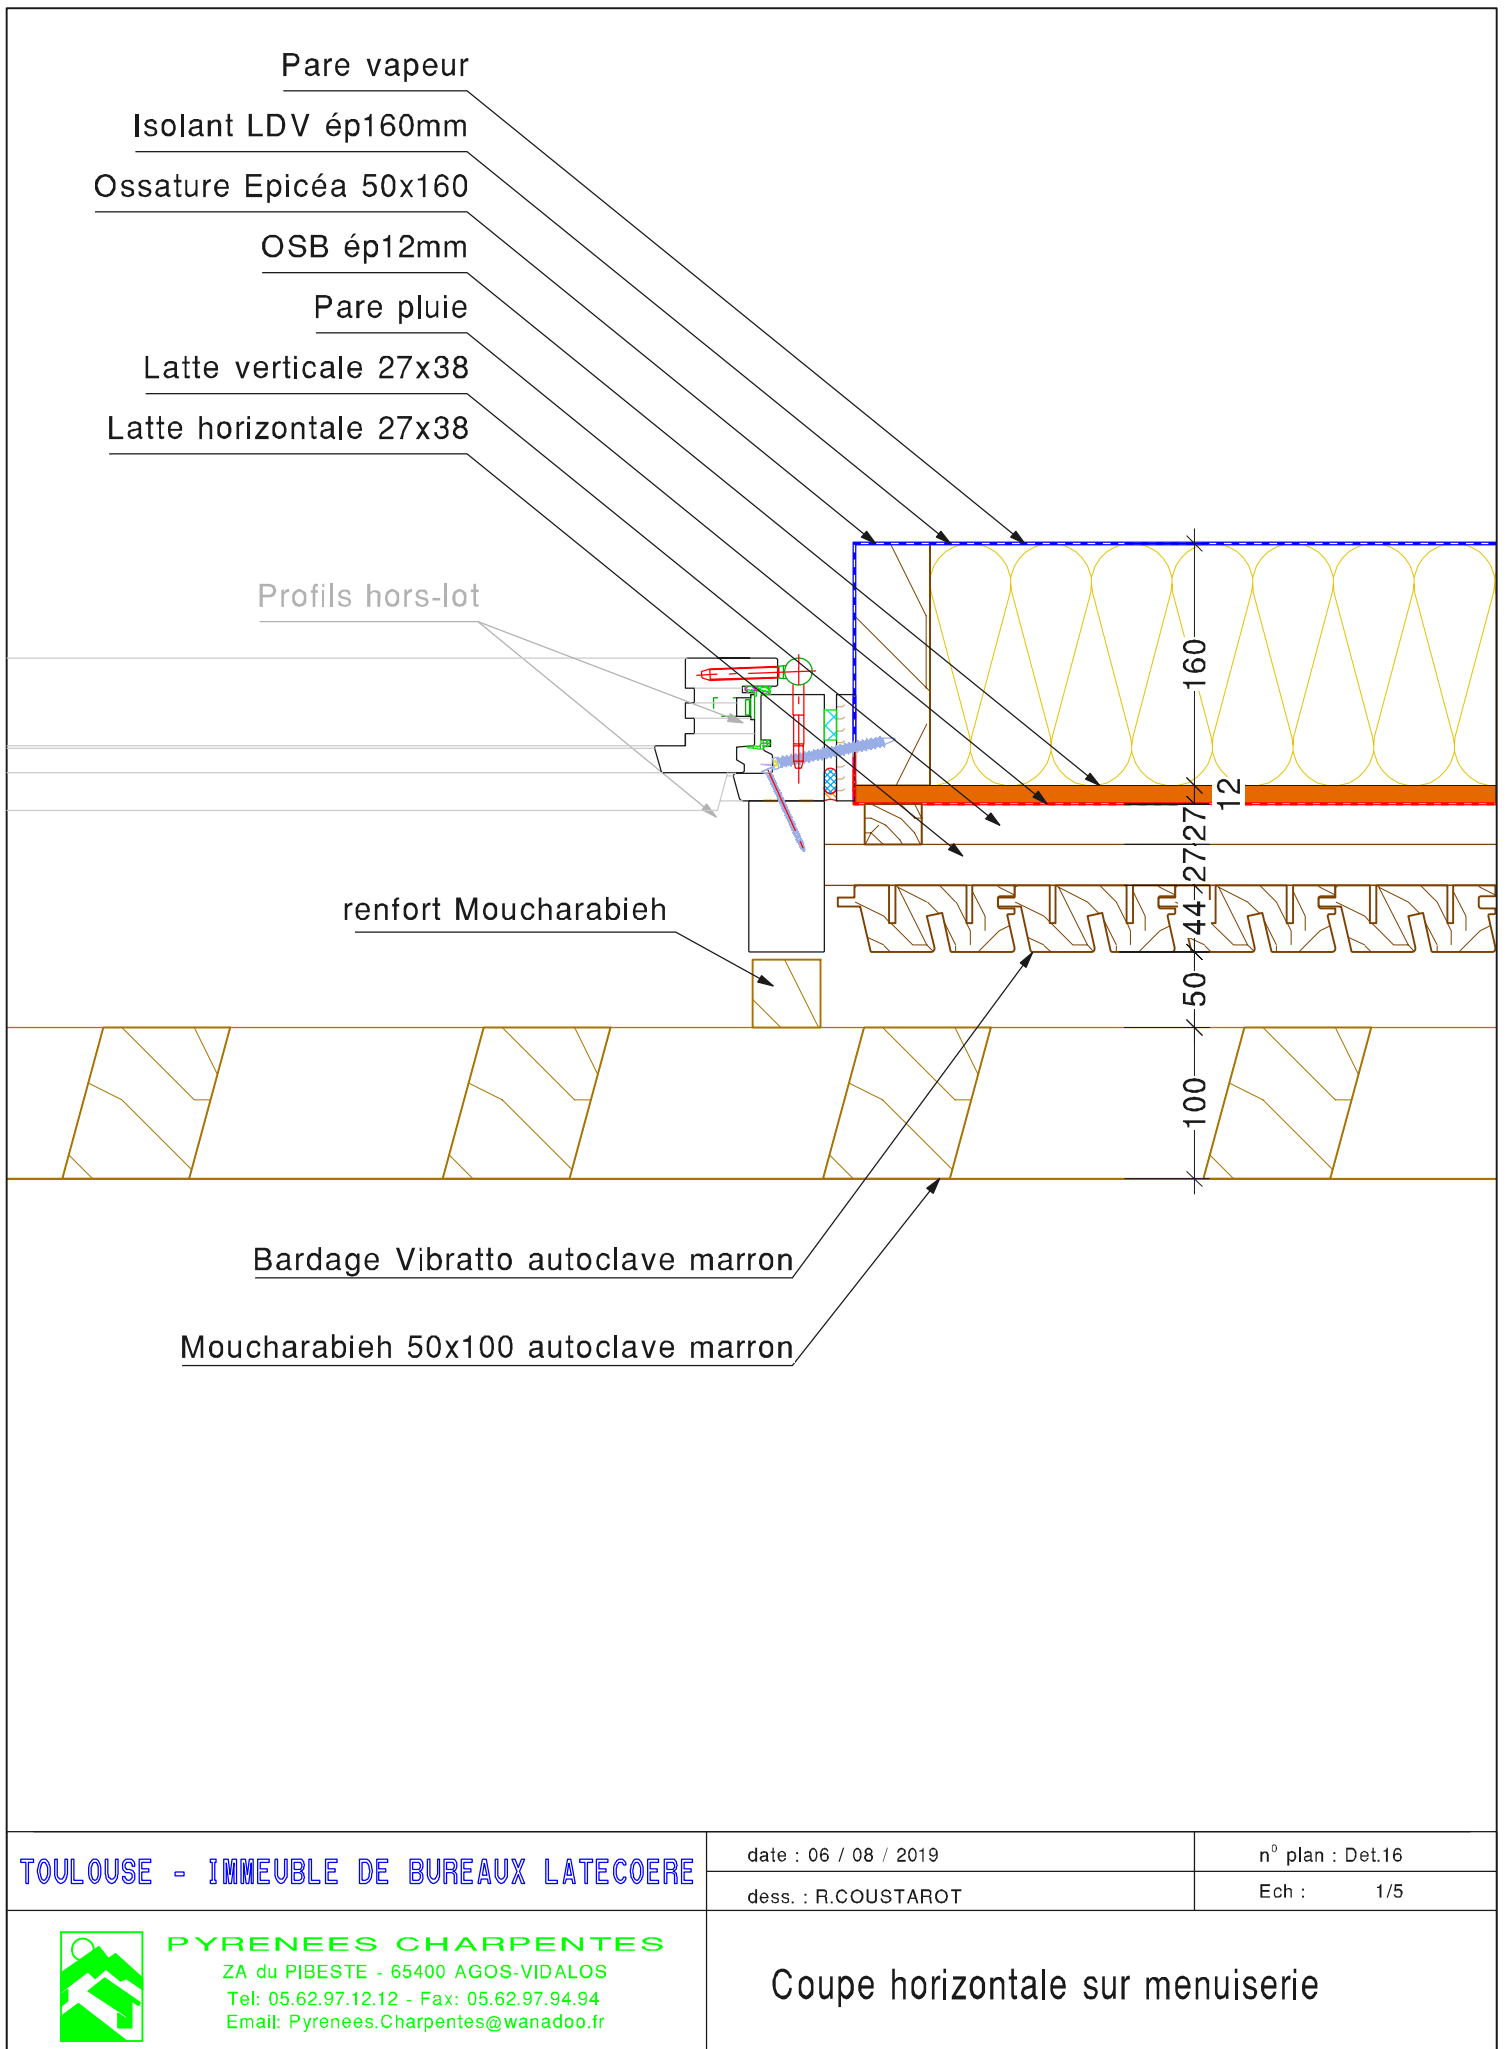 Pare vapeur
Isolant LDV ép160mm
Ossature Epicéa 50x160
OSB ép12mm
Pare pluie
Latte verticale 27x38
Latte horizontale 27x38
Profils hors-lot
160
12
27
27
44
renfort Moucharabieh
50
100
Bardage Vibratto autoclave marron
Moucharabieh 50x100 autoclave marron
TOULOUSE - IMMEUBLE DE BUREAUX LATECOERE
date : 06 / 08 / 2019
n° plan : Det.16
dess. : R.COUSTAROT
Ech : 1/5
PYRENEES CHARPENTES
ZA du PIBESTE - 65400 AGOS-VIDALOS
Tel: 05.62.97.12.12 - Fax: 05.62.97.94.94
Email: Pyrenees.Charpentes@wanadoo.fr
Coupe horizontale sur menuiserie